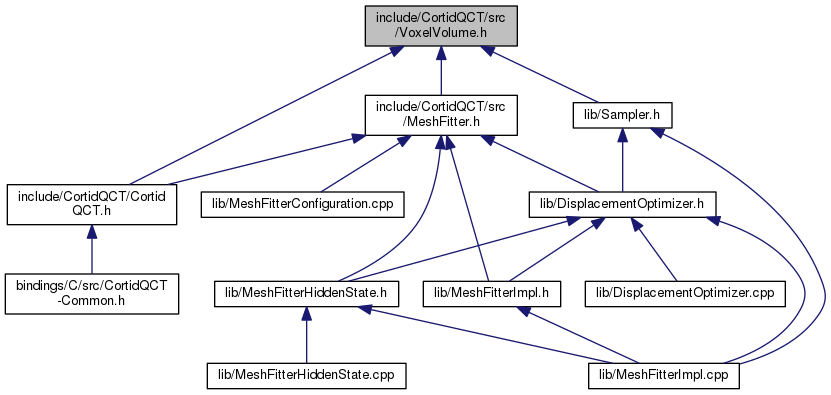 include/CortidQCT/src
/VoxelVolume.h
include/CortidQCT/src
/MeshFitter.h
lib/Sampler.h
include/CortidQCT/Cortid
QCT.h
lib/MeshFitterConfiguration.cpp
lib/DisplacementOptimizer.h
bindings/C/src/CortidQCT
-Common.h
lib/MeshFitterHiddenState.h
lib/MeshFitterImpl.h
lib/DisplacementOptimizer.cpp
lib/MeshFitterHiddenState.cpp
lib/MeshFitterImpl.cpp